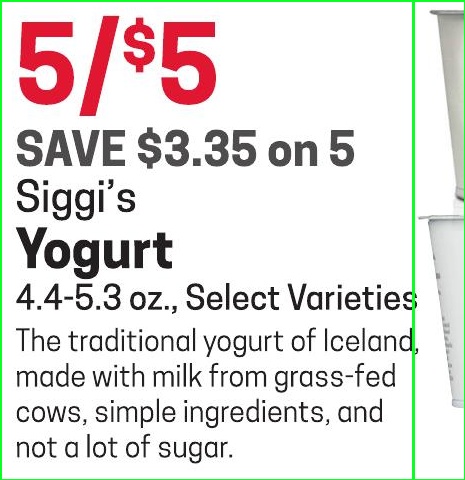 5/$5
SAVE $3.35 on 5
Siggi's
Yogurt
4.4-5.3 oz., Select Varieties
The traditional yogurt of Iceland,
made with milk from grass-fed
cows, simple ingredients, and
not a lot of sugar.